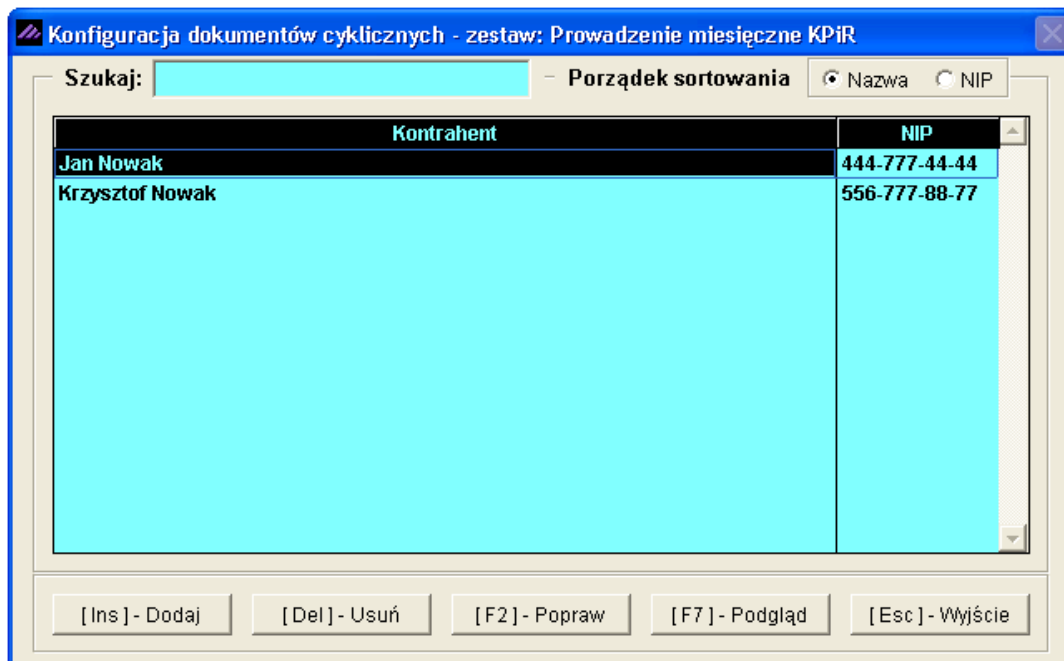 Konfiguracja dokumentów cyklicznych - zestaw: Prowadzenie miesięczne KPiR
Szukaj: Porządek sortowania Nazwa NIP
Kontrahent NIP
Jan Nowak 444-777-44-44
Krzysztof Nowak 556-777-88-77
[ Ins ] - Dodaj [ Del ] - Usuń [ F2 ] - Popraw [ F7 ] - Podgląd [ Esc ] - Wyjście